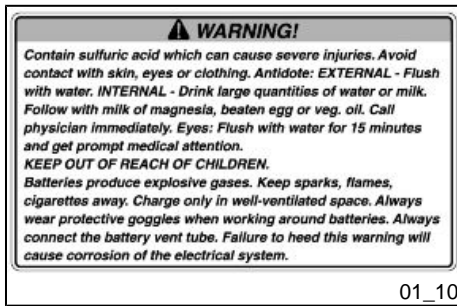 WARNING!
Contain sulfuric acid which can cause severe injuries. Avoid
contact with skin, eyes or clothing. Antidote: EXTERNAL - Flush
with water. INTERNAL - Drink large quantities of water or milk.
Follow with milk of magnesia, beaten egg or veg. oil. Call
physician immediately. Eyes: Flush with water for 15 minutes
and get prompt medical attention.
KEEP OUT OF REACH OF CHILDREN.
Batteries produce explosive gases. Keep sparks, flames,
cigarettes away. Charge only in well-ventilated space. Always
wear protective goggles when working around batteries. Always
connect the battery vent tube. Failure to heed this warning will
cause corrosion of the electrical system.
01_10